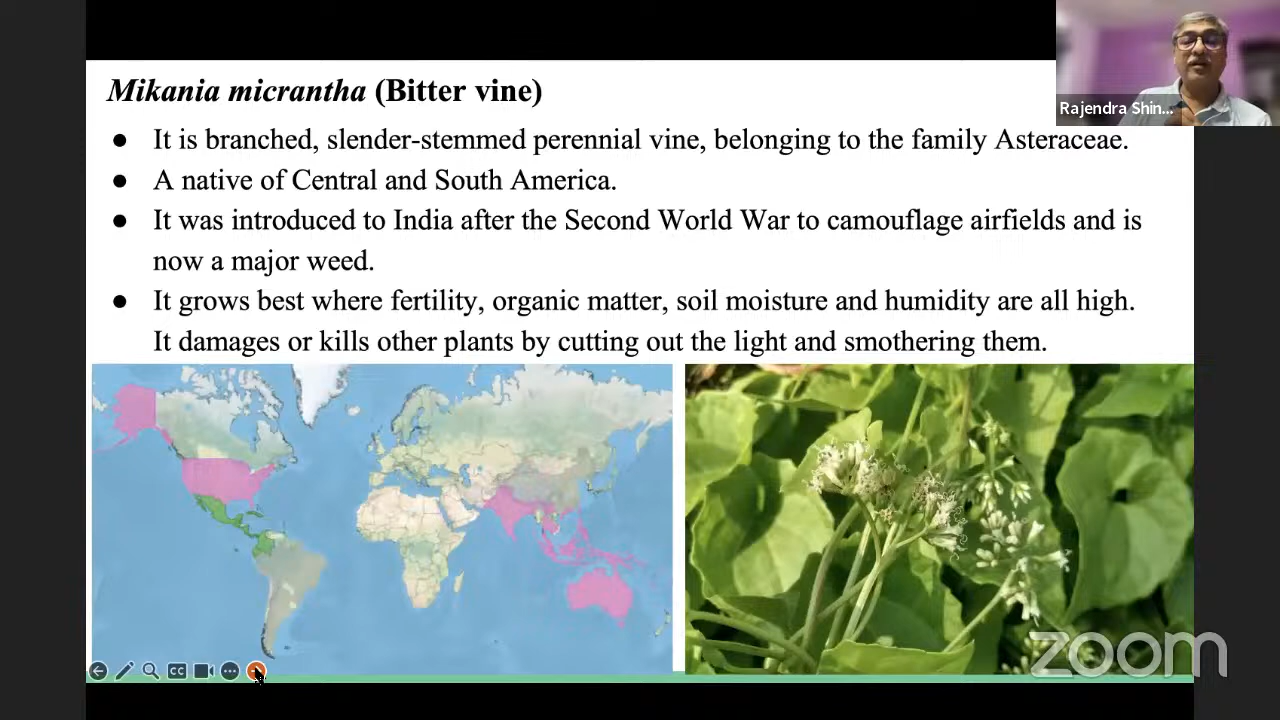 Mikania micrantha (Bitter vine)
● It is branched, slender-stemmed perennial vine, belonging to the family Asteraceae.
● A native of Central and South America.
● It was introduced to India after the Second World War to camouflage airfields and is
now a major weed.
● It grows best where fertility, organic matter, soil moisture and humidity are all high.
It damages or kills other plants by cutting out the light and smothering them.
Rajendra Shin...
CC
zoom